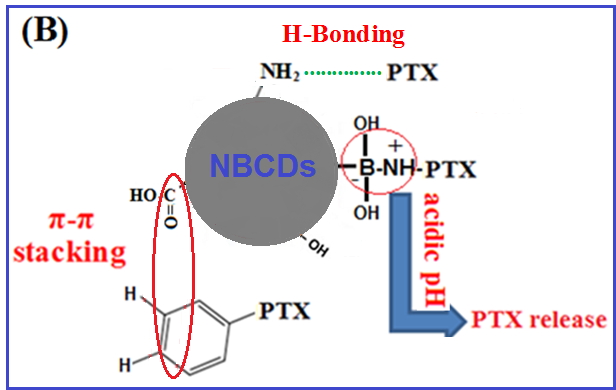 (B)
H-Bonding
NH₂ ············· PTX
OH
NBCDs
B-NH-PTX
+
-
OH
HO C
O
OH
π-π
stacking
acidic pH
H
PTX
H
PTX release